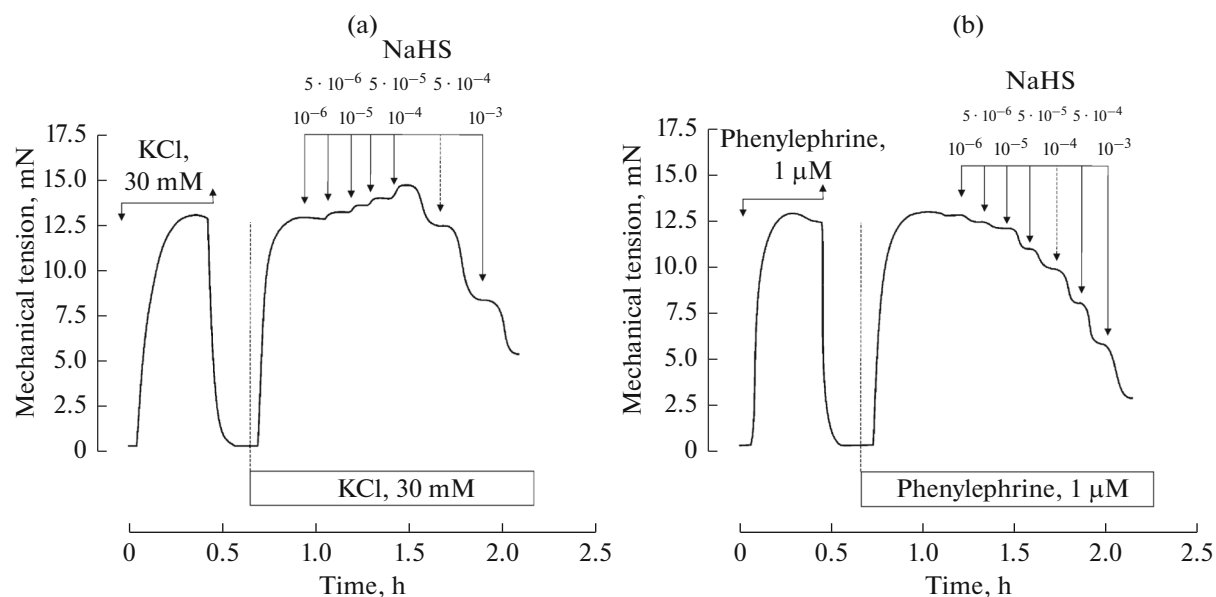 (a)
NaHS
5 · 10⁻⁶ 5 · 10⁻⁵ 5 · 10⁻⁴
10⁻⁶ 10⁻⁵ 10⁻⁴ 10⁻³
KCl,
30 mM
Mechanical tension, mN
17.5
15.0
12.5
10.0
7.5
5.0
2.5
0
KCl, 30 mM
0 0.5 1.0 1.5 2.0 2.5
Time, h
(b)
NaHS
5 · 10⁻⁶ 5 · 10⁻⁵ 5 · 10⁻⁴
10⁻⁶ 10⁻⁵ 10⁻⁴ 10⁻³
Phenylephrine,
1 μM
Mechanical tension, mN
17.5
15.0
12.5
10.0
7.5
5.0
2.5
0
Phenylephrine, 1 μM
0 0.5 1.0 1.5 2.0 2.5
Time, h